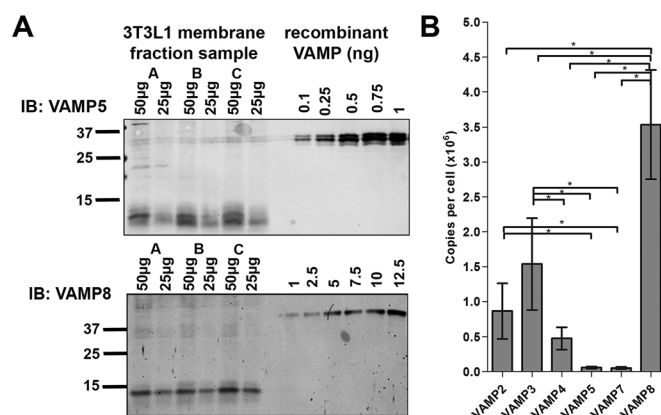 A
3T3L1 membrane fraction sample
recombinant VAMP (ng)
A B C
50µg 25µg 50µg 25µg 50µg 25µg
0.1 0.25 0.5 0.75 1
IB: VAMP5
37
25
15
A B C
50µg 25µg 50µg 25µg 50µg 25µg
1 2.5 5 7.5 10 12.5
IB: VAMP8
37
25
15
B
Copies per cell (x10⁶)
5.0
4.5
4.0
3.5
3.0
2.5
2.0
1.5
1.0
0.5
0.0
* * * * *
* * *
* *
VAMP2 VAMP3 VAMP4 VAMP5 VAMP7 VAMP8